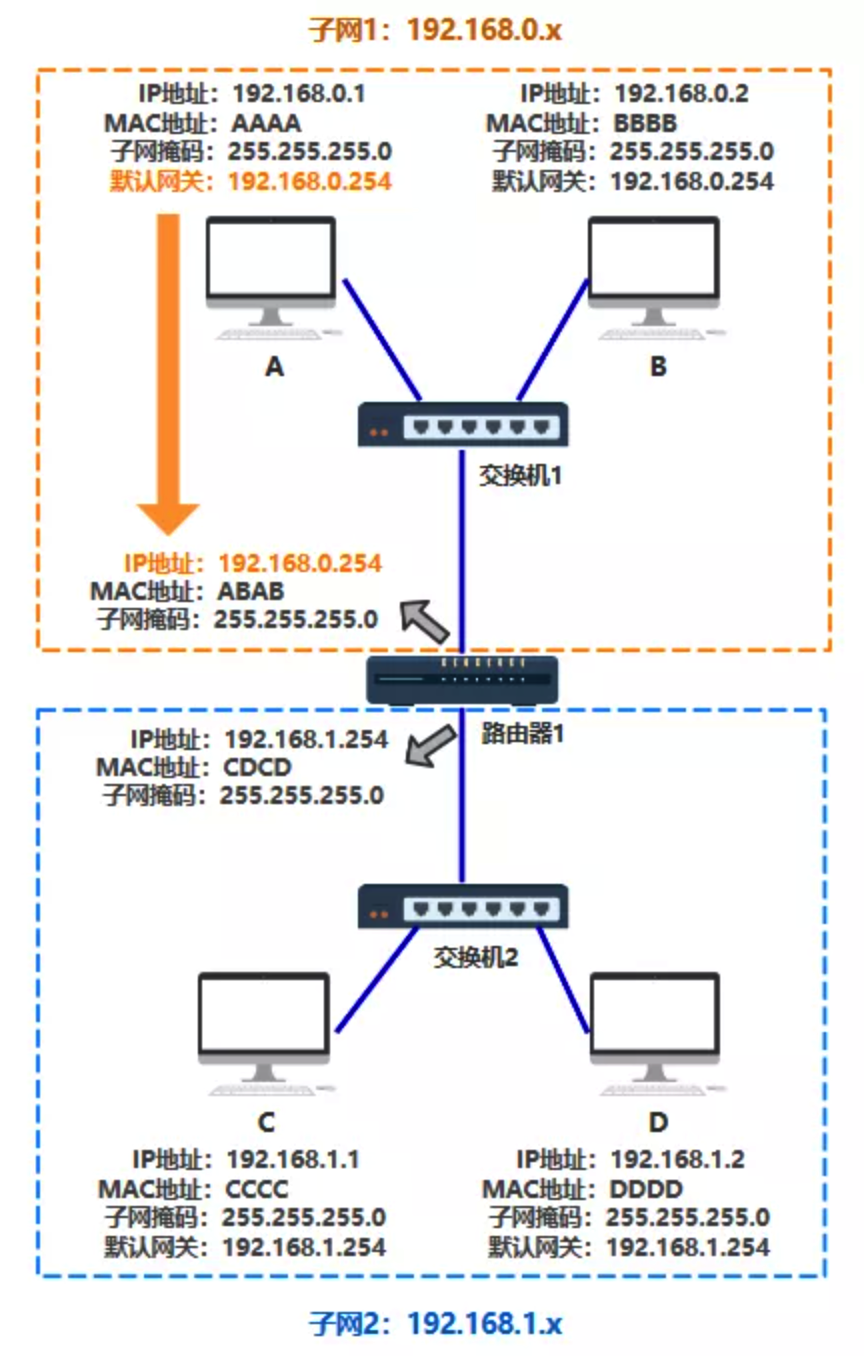 子网1：192.168.0.x
IP地址：192.168.0.1
MAC地址：AAAA
子网掩码：255.255.255.0
默认网关：192.168.0.254
IP地址：192.168.0.2
MAC地址：BBBB
子网掩码：255.255.255.0
默认网关：192.168.0.254
A
B
交换机1
IP地址：192.168.0.254
MAC地址：ABAB
子网掩码：255.255.255.0
路由器1
IP地址：192.168.1.254
MAC地址：CDCD
子网掩码：255.255.255.0
交换机2
C
IP地址：192.168.1.1
MAC地址：CCCC
子网掩码：255.255.255.0
默认网关：192.168.1.254
D
IP地址：192.168.1.2
MAC地址：DDDD
子网掩码：255.255.255.0
默认网关：192.168.1.254
子网2：192.168.1.x